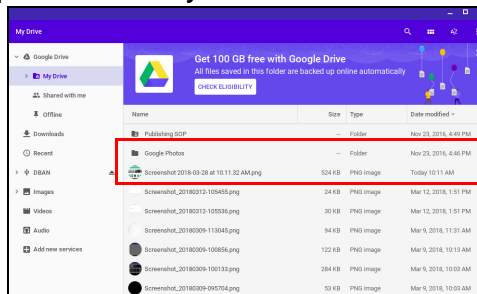 My Drive
Get 100 GB free with Google Drive
All files saved in this folder are backed up online automatically
CHECK ELIGIBILITY
Google Drive
My Drive
Shared with me
Offline
Downloads
Recent
DBAN
Images
Videos
Audio
Add new services
Name Size Type Date modified
Publishing SOP -- Folder Nov 23, 2016, 4:49 PM
Google Photos -- Folder Nov 23, 2016, 4:46 PM
Screenshot 2018-03-28 at 10.11.32 AM.png 524 KB PNG image Today 10:11 AM
Screenshot_20180312-105455.png 24 KB PNG image Mar 12, 2018, 1:51 PM
Screenshot_20180312-105536.png 30 KB PNG image Mar 12, 2018, 1:51 PM
Screenshot_20180309-113045.png 94 KB PNG image Mar 9, 2018, 11:31 AM
Screenshot_20180309-100856.png 122 KB PNG image Mar 9, 2018, 10:13 AM
Screenshot_20180309-100133.png 284 KB PNG image Mar 9, 2018, 10:03 AM
Screenshot_20180309-095704.png 53 KB PNG image Mar 9, 2018, 10:03 AM